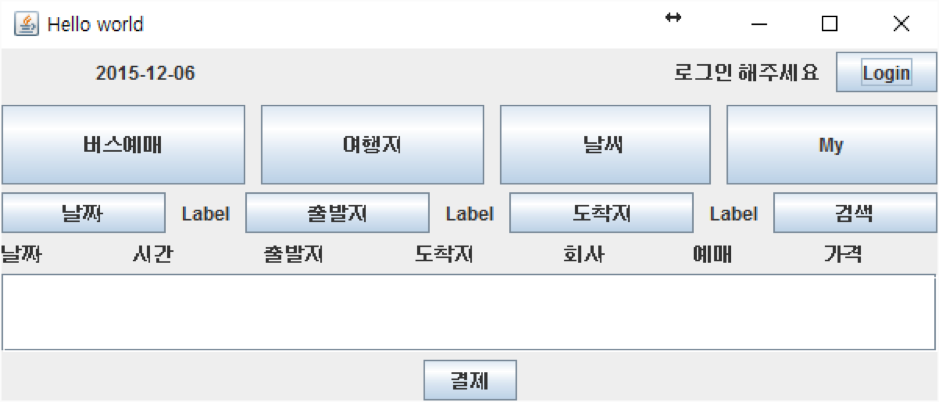 Hello world
2015-12-06 로그인 해주세요 Login
버스예매 여행지 날씨 My
날짜 Label 출발지 Label 도착지 Label 검색
날짜 시간 출발지 도착지 회사 예매 가격
결제